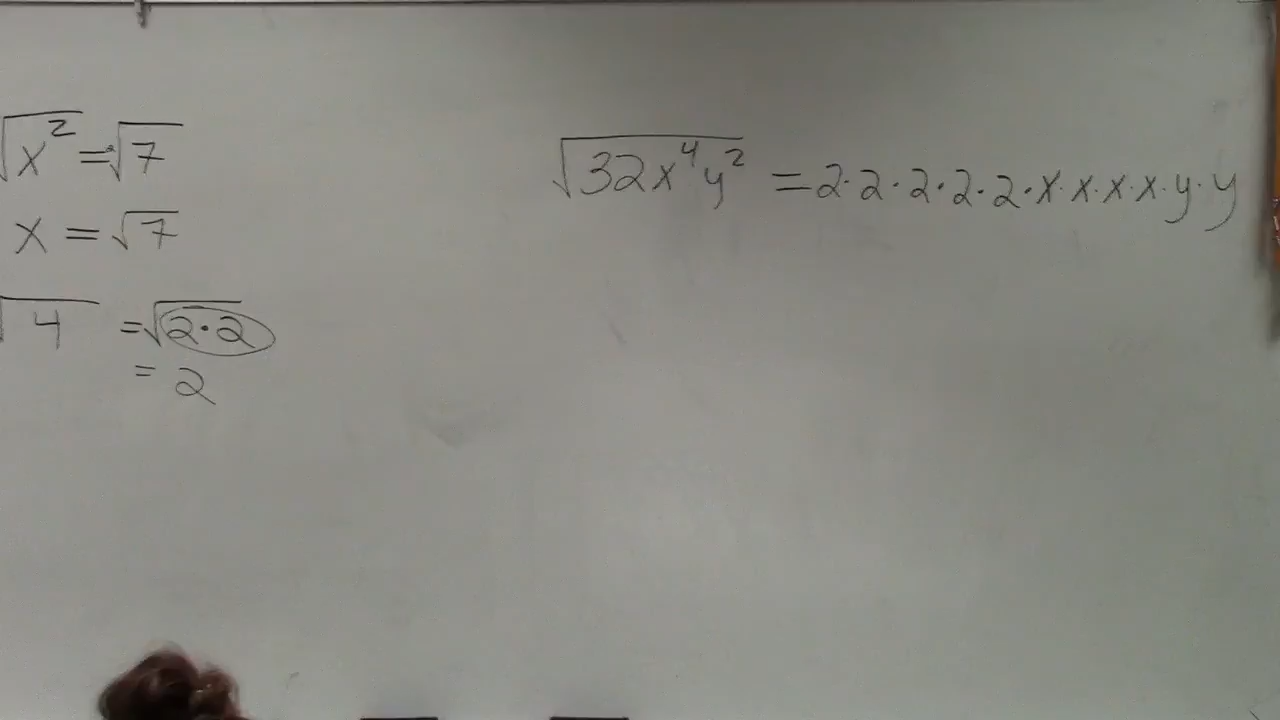 √x² = √7
x = √7
√4 = √2·2
= 2
√32x⁴y² = 2·2·2·2·2·x·x·x·x·y·y